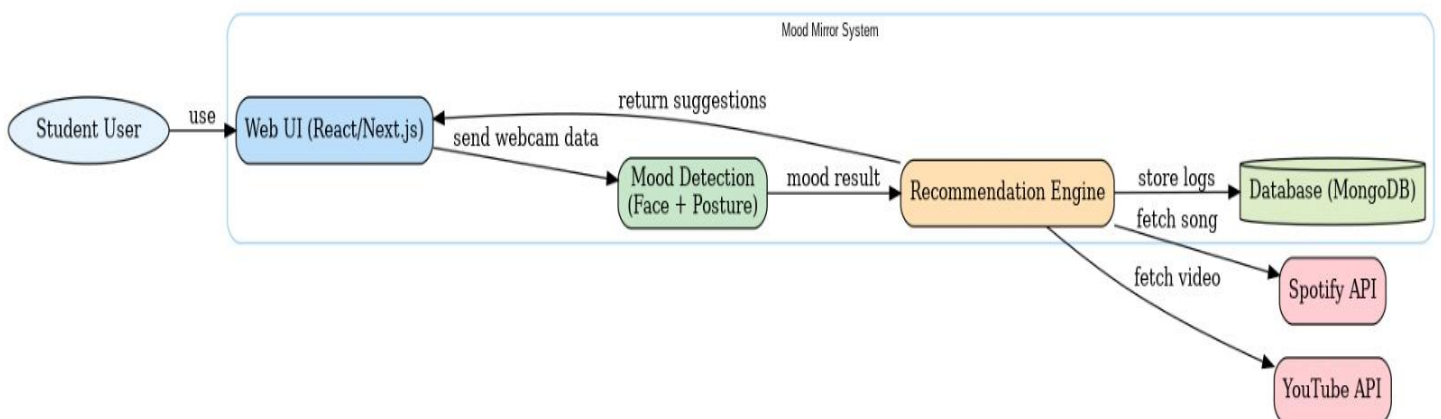 Mood Mirror System
Student User
use
Web UI (React/Next.js)
return suggestions
send webcam data
Mood Detection
(Face + Posture)
mood result
Recommendation Engine
store logs
Database (MongoDB)
fetch song
Spotify API
fetch video
YouTube API